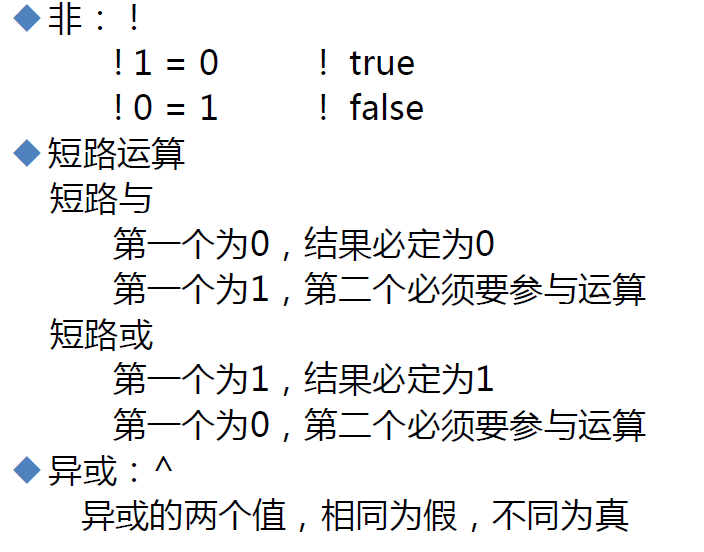 ◆非：！
！1 = 0　！ true
！0 = 1　！ false
◆短路运算
短路与
第一个为0，结果必定为0
第一个为1，第二个必须要参与运算
短路或
第一个为1，结果必定为1
第一个为0，第二个必须要参与运算
◆异或：^
异或的两个值，相同为假，不同为真